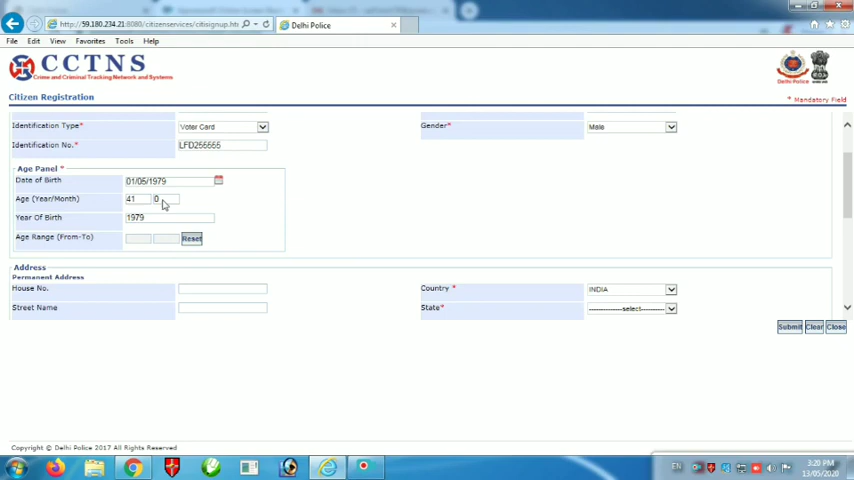 http://59.180.234.21:8080/citizenservices/citisignup.hts
Delhi Police
File Edit View Favorites Tools Help
CCTNS
Crime and Criminal Tracking Network and Systems
Citizen Registration
* Mandatory Field
Identification Type* Voter Card Gender* Male
Identification No.* LFD255555
Age Panel *
Date of Birth 01/05/1979
Age (Year/Month) 41 0
Year Of Birth 1979
Age Range (From-To) Reset
Address
Permanent Address
House No. Country * INDIA
Street Name State* ---------------select----------
Submit Clear Close
Copyright © Delhi Police 2017 All Rights Reserved
EN 3:20 PM
13/05/2020